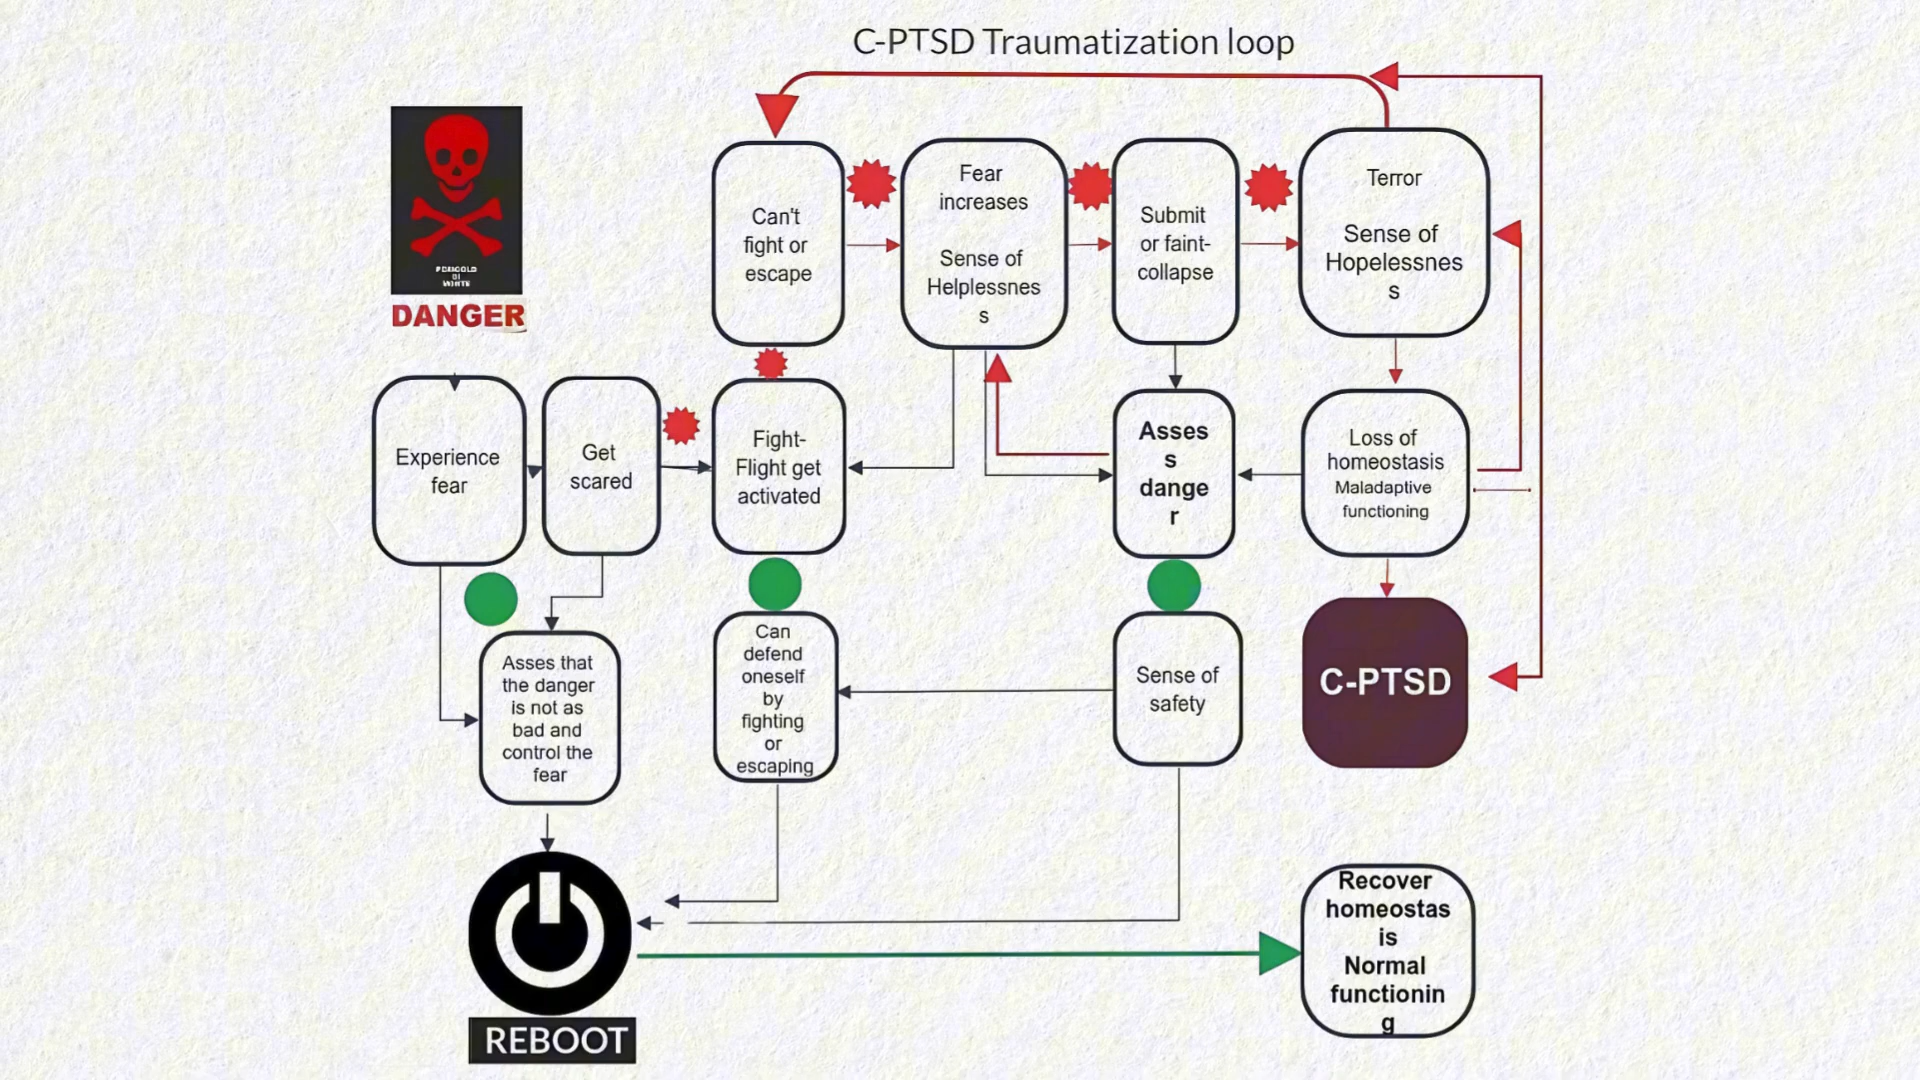 C-PTSD Traumatization loop
DANGER
Can't
fight or
escape
Fear
increases
Sense of
Helplessnes
s
Submit
or faint-
collapse
Terror
Sense of
Hopelessnes
s
Experience
fear
Get
scared
Fight-
Flight get
activated
Asses
s
dange
r
Loss of
homeostasis
Maladaptive
functioning
Asses that
the danger
is not as
bad and
control the
fear
Can
defend
oneself
by
fighting
or
escaping
Sense of
safety
C-PTSD
REBOOT
Recover
homeostas
is
Normal
functionin
g